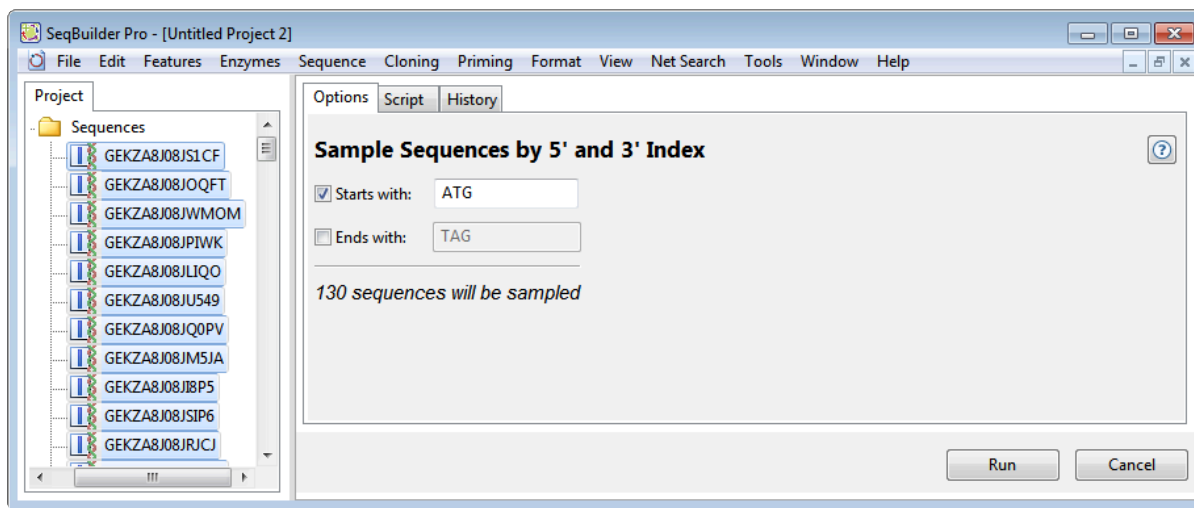 SeqBuilder Pro - [Untitled Project 2]
File Edit Features Enzymes Sequence Cloning Priming Format View Net Search Tools Window Help
Project
Sequences
GEKZA8J08JS1CF
GEKZA8J08JOQFT
GEKZA8J08JWMOM
GEKZA8J08JPIWK
GEKZA8J08JLIQO
GEKZA8J08JU549
GEKZA8J08JQ0PV
GEKZA8J08JM5JA
GEKZA8J08JI8P5
GEKZA8J08JSIP6
GEKZA8J08JRJCJ
Options Script History
Sample Sequences by 5' and 3' Index
Starts with: ATG
Ends with: TAG
130 sequences will be sampled
Run Cancel